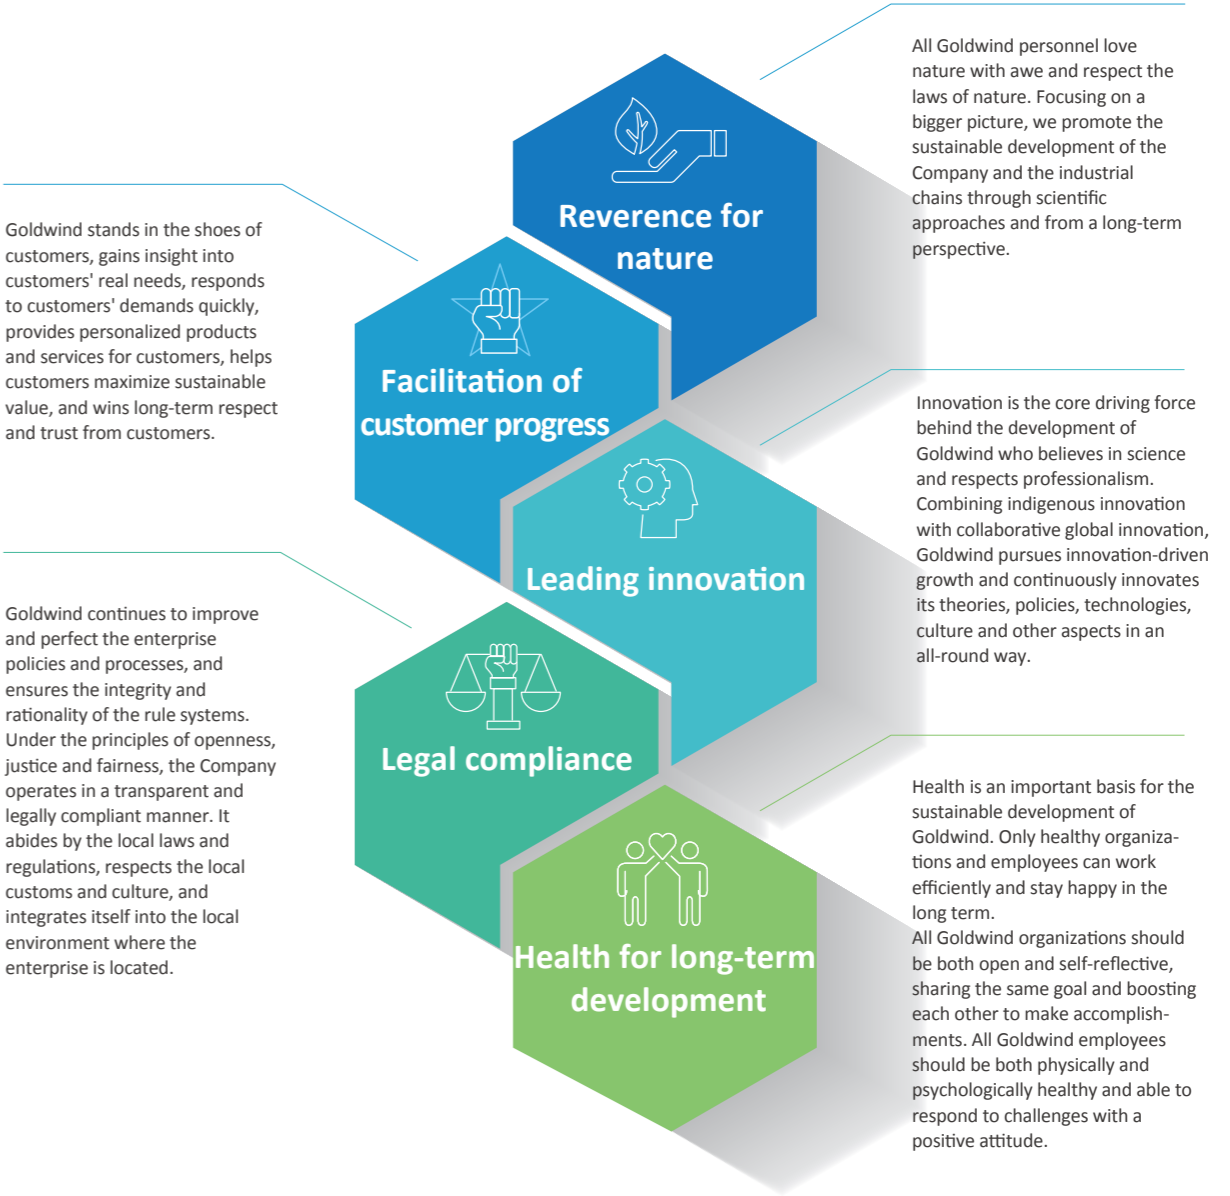 All Goldwind personnel love
nature with awe and respect the
laws of nature. Focusing on a
bigger picture, we promote the
sustainable development of the
Company and the industrial
chains through scientific
approaches and from a long-term
perspective.
Reverence for
nature
Goldwind stands in the shoes of
customers, gains insight into
customers' real needs, responds
to customers' demands quickly,
provides personalized products
and services for customers, helps
customers maximize sustainable
value, and wins long-term respect
and trust from customers.
Facilitation of
customer progress
Innovation is the core driving force
behind the development of
Goldwind who believes in science
and respects professionalism.
Combining indigenous innovation
with collaborative global innovation,
Goldwind pursues innovation-driven
growth and continuously innovates
its theories, policies, technologies,
culture and other aspects in an
all-round way.
Leading innovation
Goldwind continues to improve
and perfect the enterprise
policies and processes, and
ensures the integrity and
rationality of the rule systems.
Under the principles of openness,
justice and fairness, the Company
operates in a transparent and
legally compliant manner. It
abides by the local laws and
regulations, respects the local
customs and culture, and
integrates itself into the local
environment where the
enterprise is located.
Legal compliance
Health is an important basis for the
sustainable development of
Goldwind. Only healthy organiza-
tions and employees can work
efficiently and stay happy in the
long term.
All Goldwind organizations should
be both open and self-reflective,
sharing the same goal and boosting
each other to make accomplish-
ments. All Goldwind employees
should be both physically and
psychologically healthy and able to
respond to challenges with a
positive attitude.
Health for long-term
development